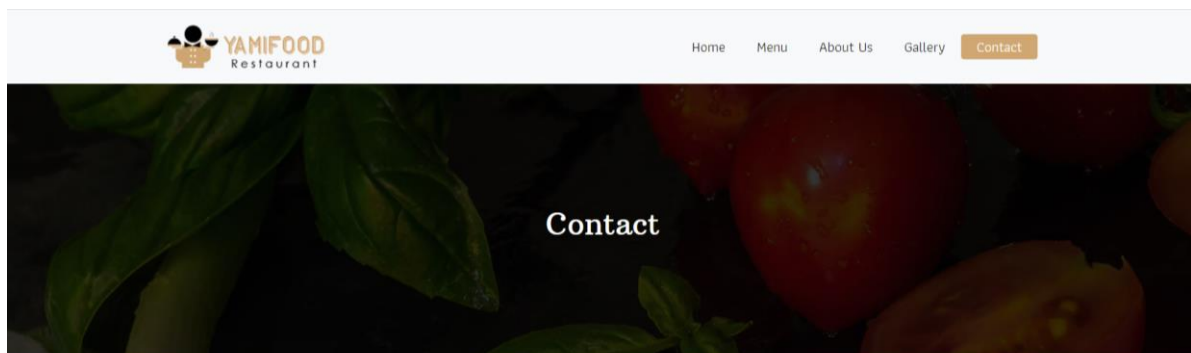 YAMIFOOD
Restaurant
Home Menu About Us Gallery Contact
Contact